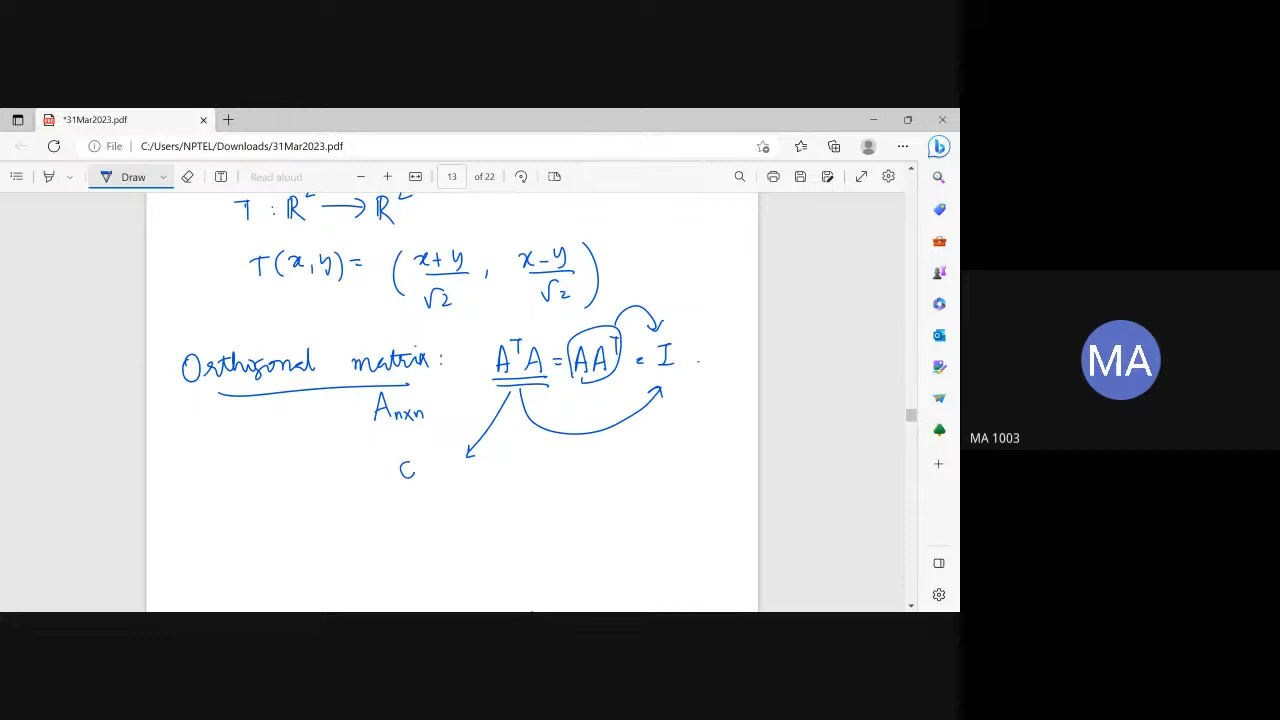 *31Mar2023.pdf
File C:/Users/NPTEL/Downloads/31Mar2023.pdf
Draw Read aloud 13 of 22
T : ℝ² ⟶ ℝ²
T(x,y) = ( x+y/√2 , x-y/√2 )
Orthogonal matrix: AᵀA = AAᵀ = I .
Aₙₓₙ
C
MA
MA 1003